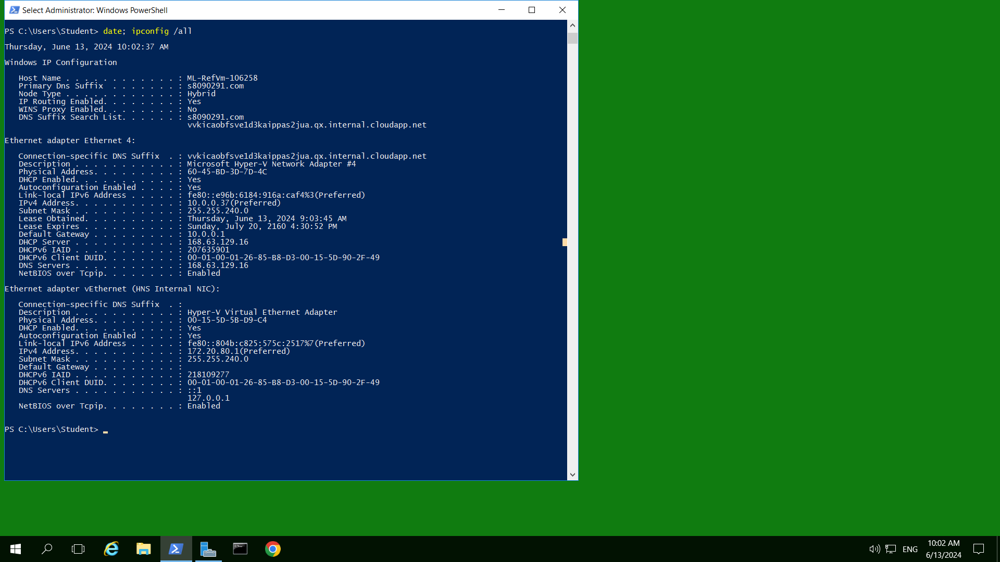 Select Administrator: Windows PowerShell
PS C:\Users\Student> date; ipconfig /all
Thursday, June 13, 2024 10:02:37 AM
Windows IP Configuration
Host Name . . . . . . . . . . . . : ML-RefVm-106258
Primary Dns Suffix  . . . . . . . : s8090291.com
Node Type . . . . . . . . . . . . : Hybrid
IP Routing Enabled. . . . . . . . : Yes
WINS Proxy Enabled. . . . . . . . : No
DNS Suffix Search List. . . . . . : s8090291.com
vvkicaobfsve1d3kaippas2jua.qx.internal.cloudapp.net
Ethernet adapter Ethernet 4:
Connection-specific DNS Suffix  . : vvkicaobfsve1d3kaippas2jua.qx.internal.cloudapp.net
Description . . . . . . . . . . . : Microsoft Hyper-V Network Adapter #4
Physical Address. . . . . . . . . : 60-45-BD-3D-7D-4C
DHCP Enabled. . . . . . . . . . . : Yes
Autoconfiguration Enabled . . . . : Yes
Link-local IPv6 Address . . . . . : fe80::e96b:6184:916a:caf4%3(Preferred)
IPv4 Address. . . . . . . . . . . : 10.0.0.37(Preferred)
Subnet Mask . . . . . . . . . . . : 255.255.240.0
Lease Obtained. . . . . . . . . . : Thursday, June 13, 2024 9:03:45 AM
Lease Expires . . . . . . . . . . : Sunday, July 20, 2160 4:30:52 PM
Default Gateway . . . . . . . . . : 10.0.0.1
DHCP Server . . . . . . . . . . . : 168.63.129.16
DHCPv6 IAID . . . . . . . . . . . : 207635901
DHCPv6 Client DUID. . . . . . . . : 00-01-00-01-26-85-B8-D3-00-15-5D-90-2F-49
DNS Servers . . . . . . . . . . . : 168.63.129.16
NetBIOS over Tcpip. . . . . . . . : Enabled
Ethernet adapter vEthernet (HNS Internal NIC):
Connection-specific DNS Suffix  . :
Description . . . . . . . . . . . : Hyper-V Virtual Ethernet Adapter
Physical Address. . . . . . . . . : 00-15-5D-5B-D9-C4
DHCP Enabled. . . . . . . . . . . : Yes
Autoconfiguration Enabled . . . . : Yes
Link-local IPv6 Address . . . . . : fe80::804b:c825:575c:2517%7(Preferred)
IPv4 Address. . . . . . . . . . . : 172.20.80.1(Preferred)
Subnet Mask . . . . . . . . . . . : 255.255.240.0
Default Gateway . . . . . . . . . :
DHCPv6 IAID . . . . . . . . . . . : 218109277
DHCPv6 Client DUID. . . . . . . . : 00-01-00-01-26-85-B8-D3-00-15-5D-90-2F-49
DNS Servers . . . . . . . . . . . : ::1
127.0.0.1
NetBIOS over Tcpip. . . . . . . . : Enabled
PS C:\Users\Student>
ENG
10:02 AM
6/13/2024